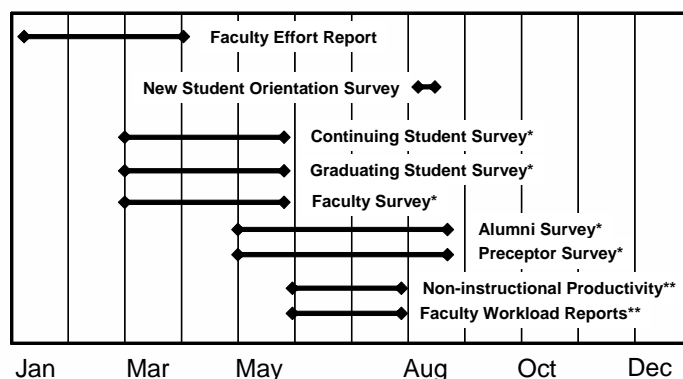 Faculty Effort Report
New Student Orientation Survey
Continuing Student Survey*
Graduating Student Survey*
Faculty Survey*
Alumni Survey*
Preceptor Survey*
Non-instructional Productivity**
Faculty Workload Reports**
Jan Mar May Aug Oct Dec